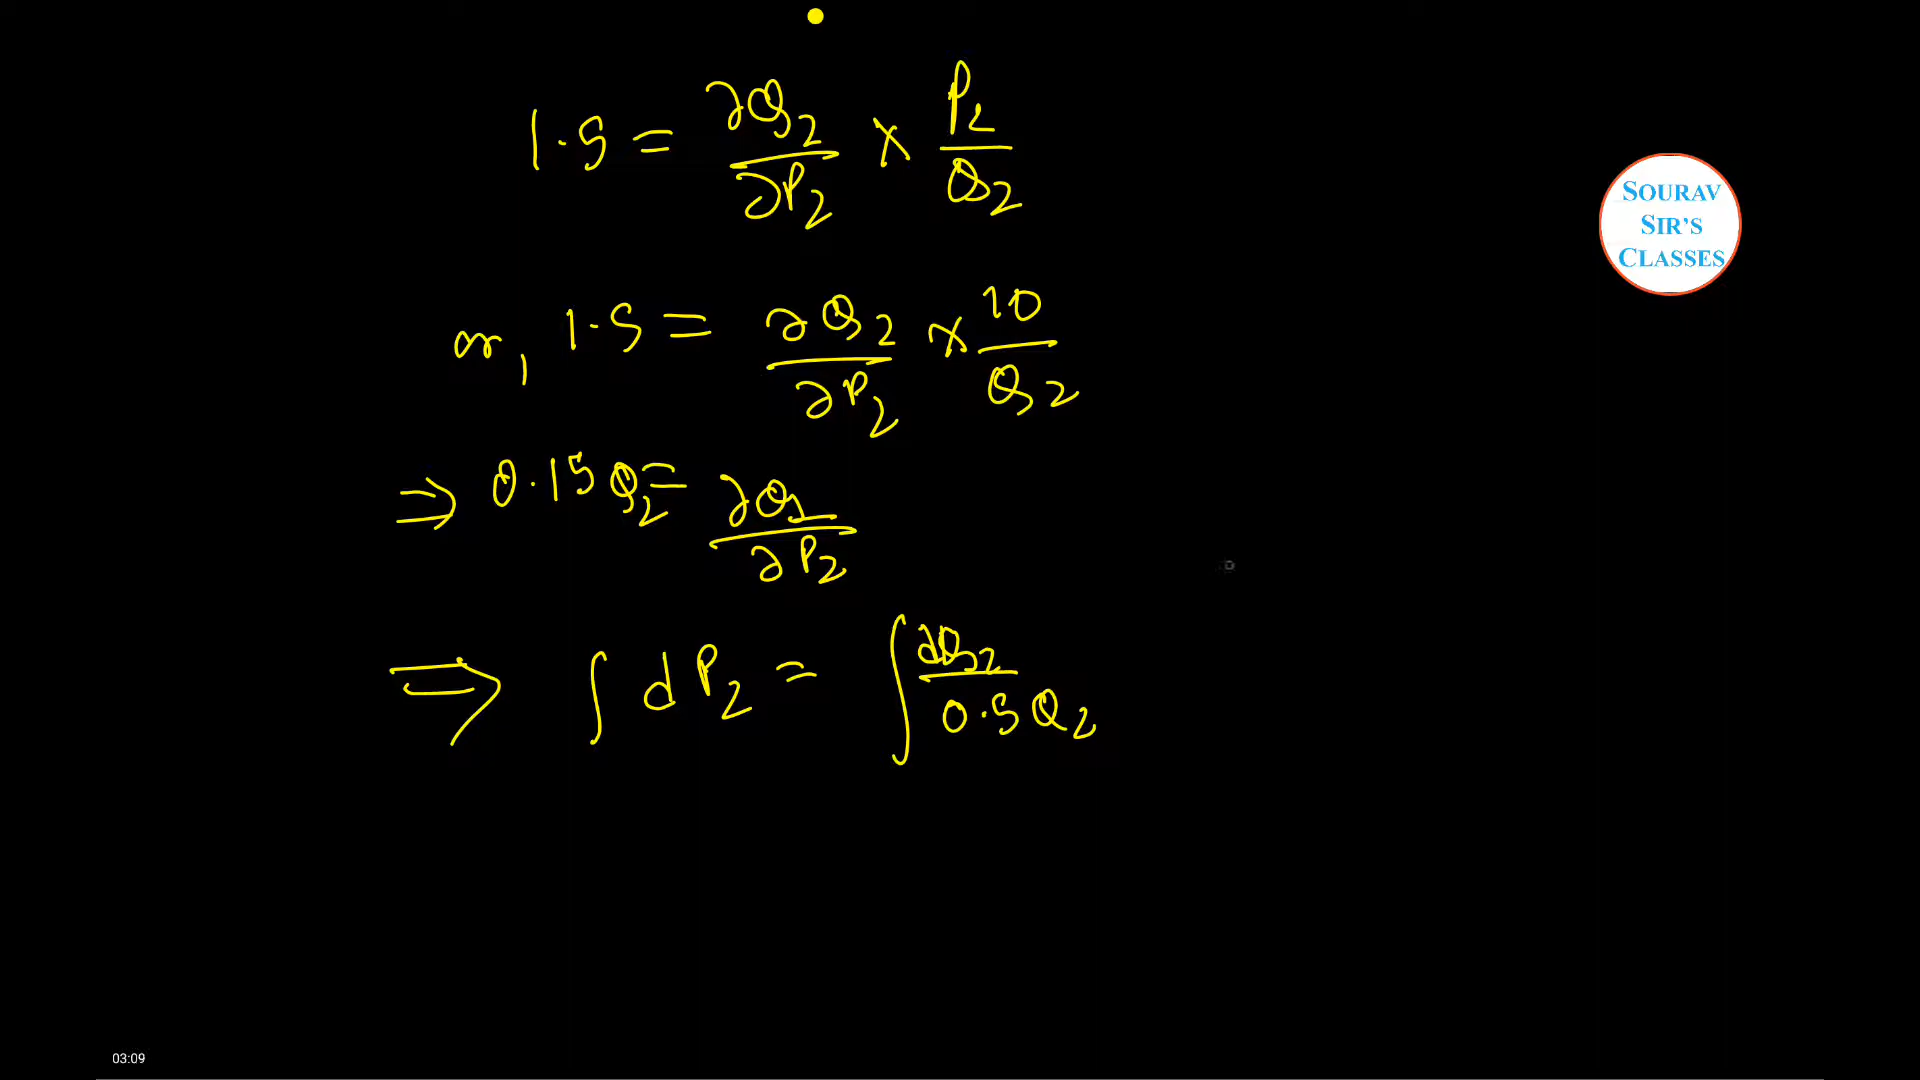 1.5 = ∂Q2/∂P2 × P2/Q2
SOURAV
SIR'S
CLASSES
or, 1.5 = ∂Q2/∂P2 × 10/Q2
⇒ 0.15 Q2 = ∂Q2/∂P2
⇒ ∫ dP2 = ∫ ∂Q2/0.5Q2
03:09